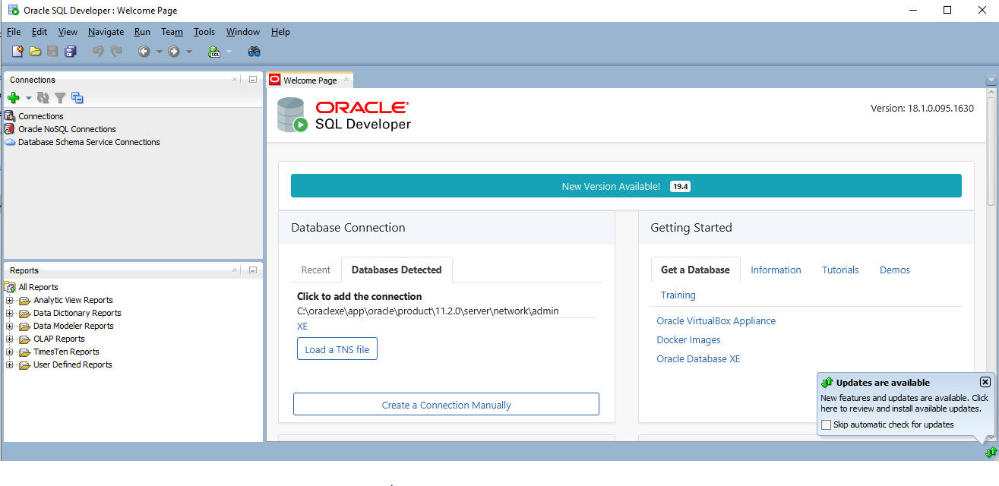 Oracle SQL Developer : Welcome Page
File Edit View Navigate Run Team Tools Window Help
SQL
Connections
Connections
Oracle NoSQL Connections
Database Schema Service Connections
Reports
All Reports
Analytic View Reports
Data Dictionary Reports
Data Modeler Reports
OLAP Reports
TimesTen Reports
User Defined Reports
Welcome Page
ORACLE
SQL Developer
Version: 18.1.0.095.1630
New Version Available! 19.4
Database Connection
Recent Databases Detected
Click to add the connection
C:\oraclexe\app\oracle\product\11.2.0\server\network\admin
XE
Load a TNS file
Create a Connection Manually
Getting Started
Get a Database Information Tutorials Demos
Training
Oracle VirtualBox Appliance
Docker Images
Oracle Database XE
Updates are available
New features and updates are available. Click
here to review and install available updates.
Skip automatic check for updates